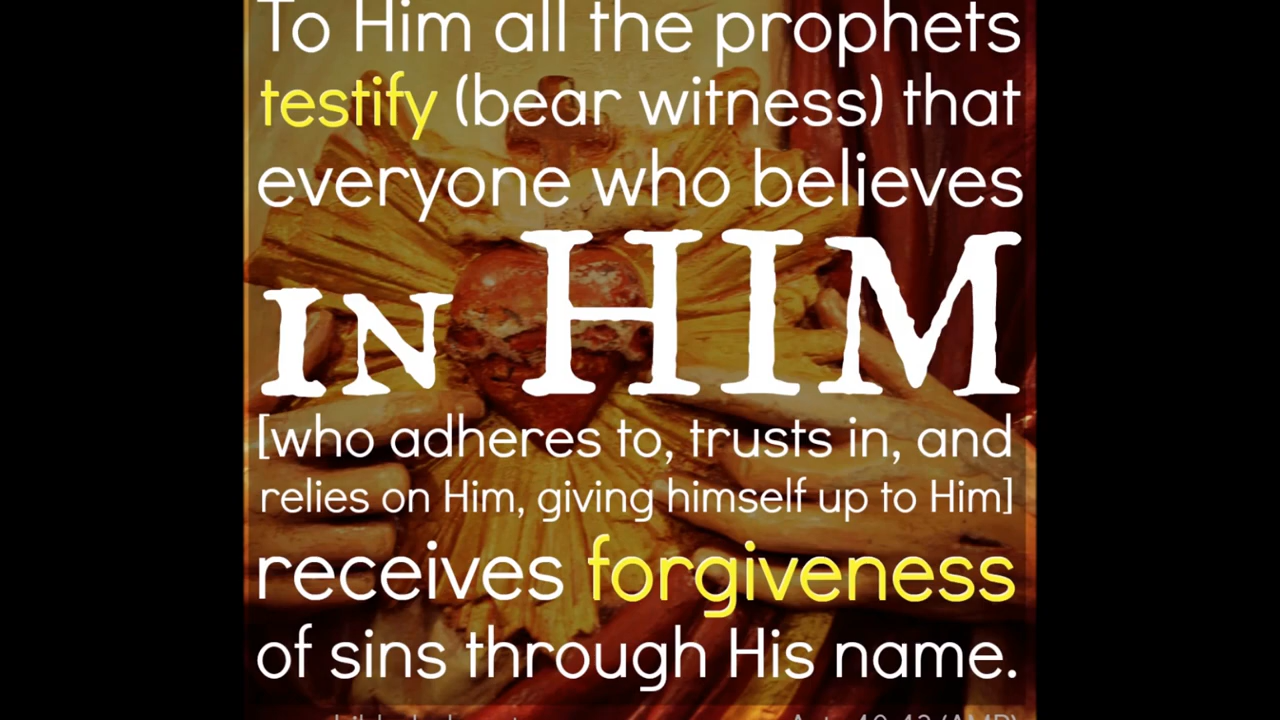 To Him all the prophets
testify (bear witness) that
everyone who believes
IN HIM
[who adheres to, trusts in, and
relies on Him, giving himself up to Him]
receives forgiveness
of sins through His name.